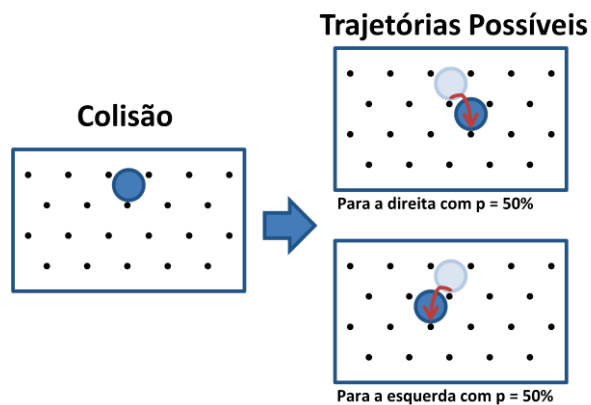 Trajetórias Possíveis
Colisão
Para a direita com p = 50%
Para a esquerda com p = 50%